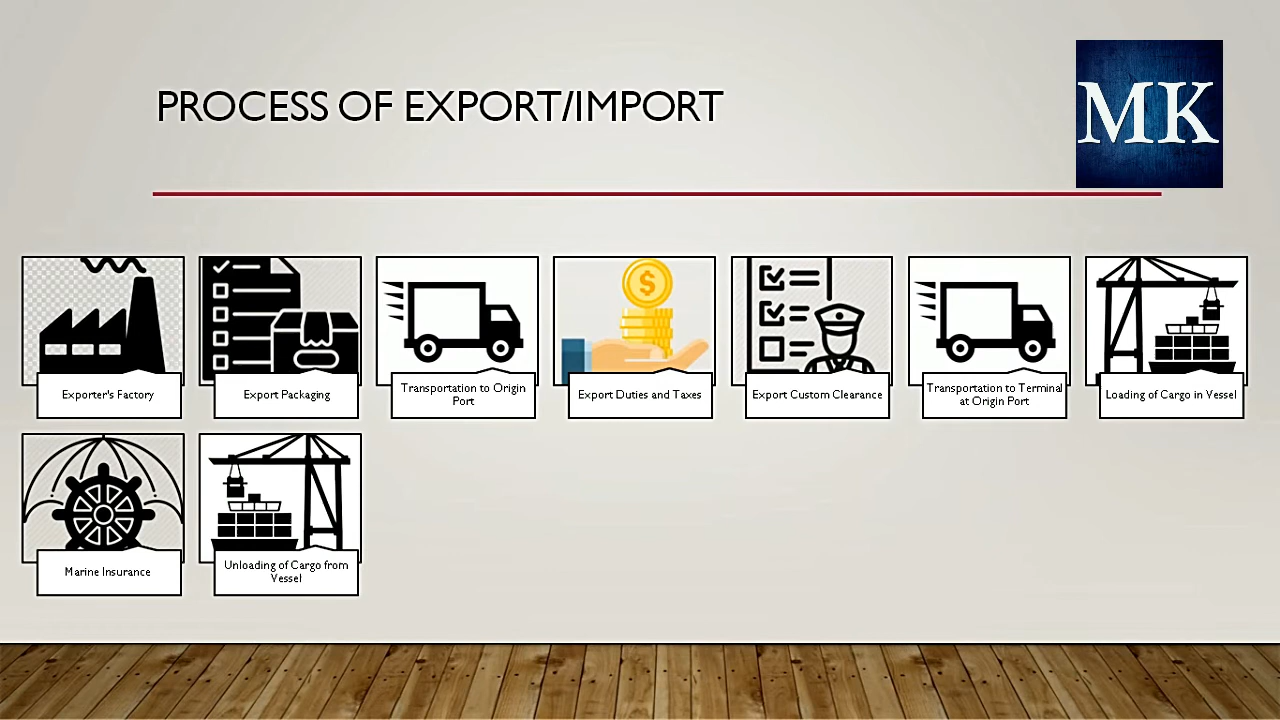 PROCESS OF EXPORT/IMPORT
MK
Exporter's Factory
Export Packaging
Transportation to Origin
Port
Export Duties and Taxes
Export Custom Clearance
Transportation to Terminal
at Origin Port
Loading of Cargo in Vessel
Marine Insurance
Unloading of Cargo from
Vessel